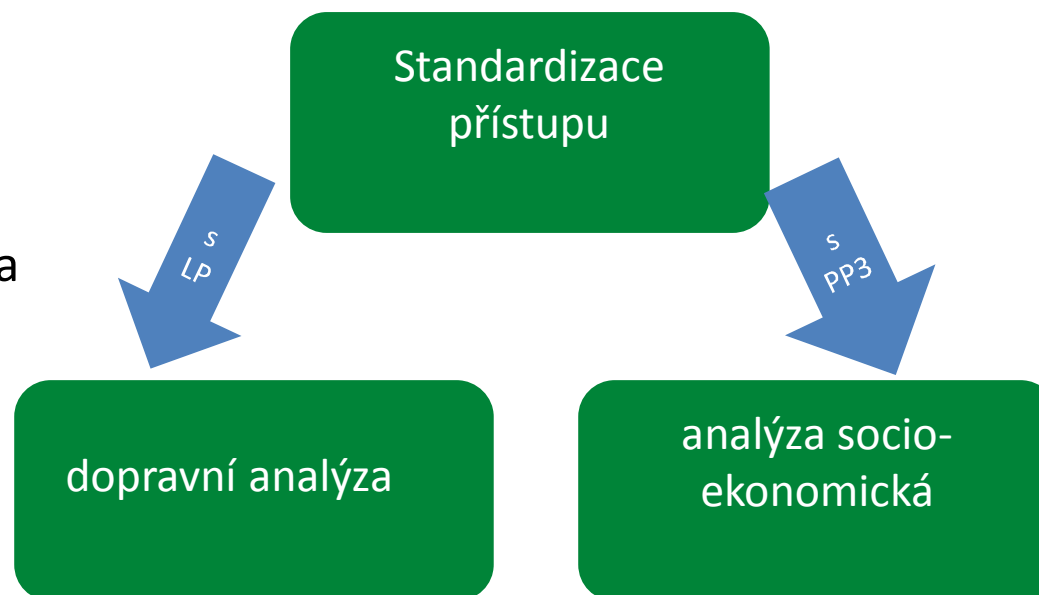 Standardizace
přístupu
s
LP
s
PP3
a
dopravní analýza
analýza socio-
ekonomická